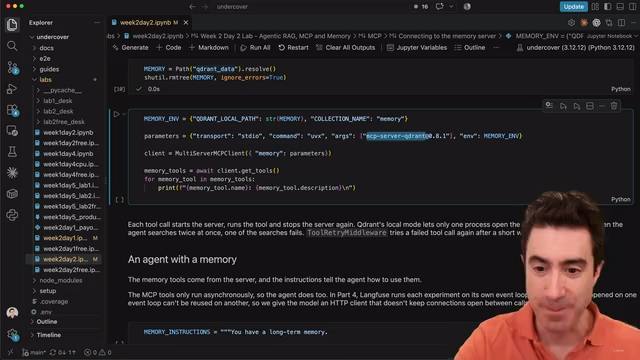 undercover
16
Update
Explorer
week2day2.ipynb M
undercover
docs
e2e
guides
labs
__pycache__
lab1_desk
lab2_desk
lab2free_desk
week1day2.ipynb
week1day2free.ipynb
week1day4.ipynb
week1day4cpu.ipynb
week1day4free.ipynb
week1day5_lab1.i
week1day5_lab2.i
week1day5_produ
week2day1_payo
week2day1.ipy... M
week2day1free.i...
week2day2.ip... M
week2day2free.i...
node_modules
setup
.coverage
.env
Outline
Timeline
labs > week2day2.ipynb > Week 2 Day 2 Lab - Agentic RAG, MCP and Memory > MCP > Connecting to the memory server > MEMORY_ENV = {"QD
Generate + Code + Markdown Run All Restart Clear All Outputs Jupyter Variables Outline undercover (3.12.12)
MEMORY = Path("qdrant_data").resolve()
shutil.rmtree(MEMORY, ignore_errors=True)
0.0s
Python
MEMORY_ENV = {"QDRANT_LOCAL_PATH": str(MEMORY), "COLLECTION_NAME": "memory"}
parameters = {"transport": "stdio", "command": "uvx", "args": ["mcp-server-qdrant@0.8.1"], "env": MEMORY_ENV}
client = MultiServerMCPClient({ "memory": parameters})
memory_tools = await client.get_tools()
for memory_tool in memory_tools:
print(f"{memory_tool.name}: {memory_tool.description}\n")
[ ]
Python
Each tool call starts the server, runs the tool and stops the server again. Qdrant's local mode lets only one process open the
agent searches twice at once, one of the searches fails. ToolRetryMiddleware tries a failed tool call again after a short w
An agent with a memory
The memory tools come from the server, and the instructions tell the agent how to use them.
The MCP tools only run asynchronously, so the agent does too. In Part 4, Langfuse runs each experiment on its own event loop
event loop can't be reused on another, so we give the model an HTTP client that doesn't keep connections open between calls
MEMORY_INSTRUCTIONS = """You have a long-term memory.